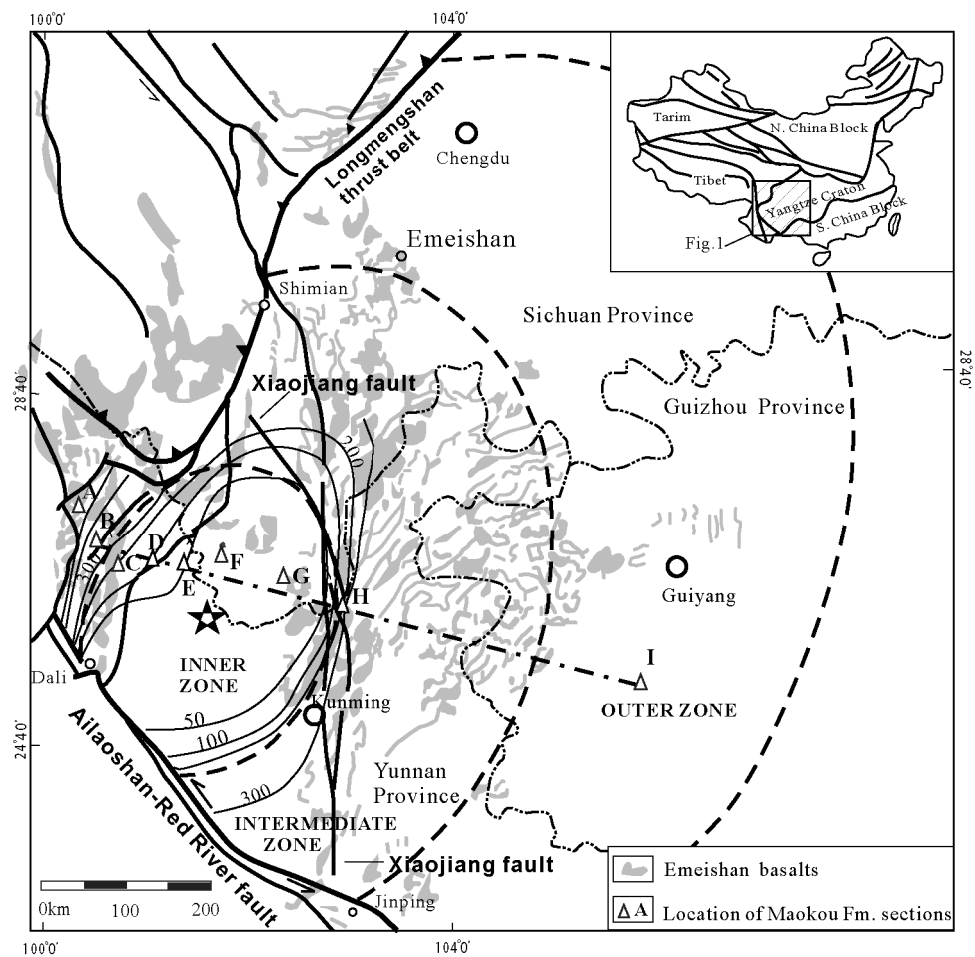 100°0'
104°0'
Longmengshan
thrust belt
Chengdu
Tarim
N. China Block
Tibet
Yangtze Craton
S. China Block
Fig.1
Emeishan
Shimian
Sichuan Province
28°40'
28°40'
Xiaojiang fault
Guizhou Province
200
A
B
300
C
D
E
F
G
H
Guiyang
I
INNER
ZONE
Dali
OUTER ZONE
Kunming
50
100
24°40'
24°40'
300
Yunnan
Province
INTERMEDIATE
ZONE
Ailaoshan-Red River fault
Xiaojiang fault
Emeishan basalts
A Location of Maokou Fm. sections
Jinping
0km 100 200
100°0'
104°0'